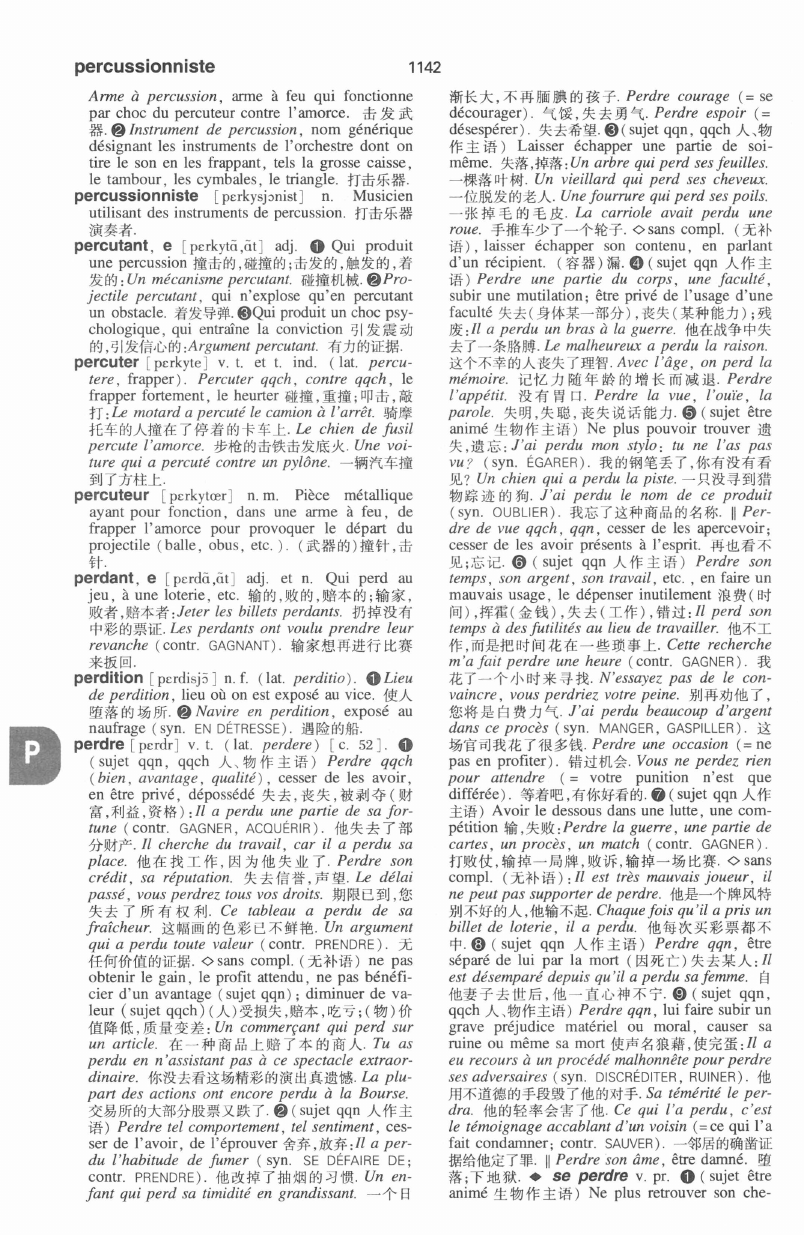 percussionniste
1142
Arme à percussion, arme à feu qui fonctionne
par choc du percuteur contre l'amorce. 击发武
器. ❷ Instrument de percussion, nom générique
désignant les instruments de l'orchestre dont on
tire le son en les frappant, tels la grosse caisse,
le tambour, les cymbales, le triangle. 打击乐器.
percussionniste [pɛrkysjɔnist] n. Musicien
utilisant des instruments de percussion. 打击乐器
演奏者.
percutant, e [pɛrkytɑ̃,ɑ̃t] adj. ❶ Qui produit
une percussion 撞击的,碰撞的;击发的,触发的,着
发的:Un mécanisme percutant. 碰撞机械. ❷Pro-
jectile percutant, qui n'explose qu'en percutant
un obstacle. 着发导弹. ❸Qui produit un choc psy-
chologique, qui entraîne la conviction 引发震动
的,引发信心的:Argument percutant. 有力的证据.
percuter [pɛrkyte] v. t. et t. ind. (lat. percu-
tere, frapper). Percuter qqch, contre qqch, le
frapper fortement, le heurter 碰撞,重撞;叩击,敲
打:Le motard a percuté le camion à l'arrêt. 骑摩
托车的人撞在了停着的卡车上. Le chien de fusil
percute l'amorce. 步枪的击铁击发底火. Une voi-
ture qui a percuté contre un pylône. 一辆汽车撞
到了方柱上.
percuteur [pɛrkytœr] n. m. Pièce métallique
ayant pour fonction, dans une arme à feu, de
frapper l'amorce pour provoquer le départ du
projectile (balle, obus, etc.). (武器的)撞针,击
针.
perdant, e [pɛrdɑ̃,ɑ̃t] adj. et n. Qui perd au
jeu, à une loterie, etc. 输的,败的,赔本的;输家,
败者,赔本者:Jeter les billets perdants. 扔掉没有
中彩的票证. Les perdants ont voulu prendre leur
revanche (contr. GAGNANT). 输家想再进行比赛
来扳回.
perdition [pɛrdisjɔ̃] n. f. (lat. perditio). ❶Lieu
de perdition, lieu où on est exposé au vice. 使人
堕落的场所. ❷ Navire en perdition, exposé au
naufrage (syn. EN DÉTRESSE). 遇险的船.
P
perdre [pɛrdr] v. t. (lat. perdere) [c. 52]. ❶
(sujet qqn, qqch 人、物作主语) Perdre qqch
(bien, avantage, qualité), cesser de les avoir,
en être privé, dépossédé 失去,丧失,被剥夺(财
富,利益,资格):Il a perdu une partie de sa for-
tune (contr. GAGNER, ACQUÉRIR). 他失去了部
分财产. Il cherche du travail, car il a perdu sa
place. 他在找工作,因为他失业了. Perdre son
crédit, sa réputation. 失去信誉,声望. Le délai
passé, vous perdrez tous vos droits. 期限已到,您
失去了所有权利. Ce tableau a perdu de sa
fraîcheur. 这幅画的色彩已不鲜艳. Un argument
qui a perdu toute valeur (contr. PRENDRE). 无
任何价值的证据. ◇sans compl. (无补语) ne pas
obtenir le gain, le profit attendu, ne pas bénéfi-
cier d'un avantage (sujet qqn); diminuer de va-
leur (sujet qqch)(人)受损失,赔本,吃亏;(物)价
值降低,质量变差:Un commerçant qui perd sur
un article. 在一种商品上赔了本的商人. Tu as
perdu en n'assistant pas à ce spectacle extraor-
dinaire. 你没去看这场精彩的演出真遗憾. La plu-
part des actions ont encore perdu à la Bourse.
交易所的大部分股票又跌了. ❷(sujet qqn 人作主
语) Perdre tel comportement, tel sentiment, ces-
ser de l'avoir, de l'éprouver 舍弃,放弃:Il a per-
du l'habitude de fumer (syn. SE DÉFAIRE DE;
contr. PRENDRE). 他改掉了抽烟的习惯. Un en-
fant qui perd sa timidité en grandissant. 一个日
渐长大,不再腼腆的孩子. Perdre courage (= se
décourager). 气馁,失去勇气. Perdre espoir (=
désespérer). 失去希望. ❸(sujet qqn, qqch 人、物
作主语) Laisser échapper une partie de soi-
même. 失落,掉落:Un arbre qui perd ses feuilles.
一棵落叶树. Un vieillard qui perd ses cheveux.
一位脱发的老人. Une fourrure qui perd ses poils.
一张掉毛的毛皮. La carriole avait perdu une
roue. 手推车少了一个轮子. ◇sans compl. (无补
语), laisser échapper son contenu, en parlant
d'un récipient. (容器)漏. ❹(sujet qqn 人作主
语) Perdre une partie du corps, une faculté,
subir une mutilation; être privé de l'usage d'une
faculté 失去(身体某一部分),丧失(某种能力);残
废:Il a perdu un bras à la guerre. 他在战争中失
去了一条胳膊. Le malheureux a perdu la raison.
这个不幸的人丧失了理智. Avec l'âge, on perd la
mémoire. 记忆力随年龄的增长而减退. Perdre
l'appétit. 没有胃口. Perdre la vue, l'ouïe, la
parole. 失明,失聪,丧失说话能力. ❺(sujet être
animé 生物作主语) Ne plus pouvoir trouver 遗
失,遗忘:J'ai perdu mon stylo: tu ne l'as pas
vu? (syn. ÉGARER). 我的钢笔丢了,你有没有看
见? Un chien qui a perdu la piste. 一只没寻到猎
物踪迹的狗. J'ai perdu le nom de ce produit
(syn. OUBLIER). 我忘了这种商品的名称. ‖ Per-
dre de vue qqch, qqn, cesser de les apercevoir;
cesser de les avoir présents à l'esprit. 再也看不
见;忘记. ❻ (sujet qqn 人作主语) Perdre son
temps, son argent, son travail, etc., en faire un
mauvais usage, le dépenser inutilement 浪费(时
间),挥霍(金钱),失去(工作),错过:Il perd son
temps à des futilités au lieu de travailler. 他不工
作,而是把时间花在一些琐事上. Cette recherche
m'a fait perdre une heure (contr. GAGNER). 我
花了一个小时来寻找. N'essayez pas de le con-
vaincre, vous perdriez votre peine. 别再劝他了,
您将是白费力气. J'ai perdu beaucoup d'argent
dans ce procès (syn. MANGER, GASPILLER). 这
场官司我花了很多钱. Perdre une occasion (= ne
pas en profiter). 错过机会. Vous ne perdez rien
pour attendre (= votre punition n'est que
différée). 等着吧,有你好看的. ❼(sujet qqn 人作
主语) Avoir le dessous dans une lutte, une com-
pétition 输,失败:Perdre la guerre, une partie de
cartes, un procès, un match (contr. GAGNER).
打败仗,输掉一局牌,败诉,输掉一场比赛. ◇sans
compl. (无补语):Il est très mauvais joueur, il
ne peut pas supporter de perdre. 他是一个牌风特
别不好的人,他输不起. Chaque fois qu'il a pris un
billet de loterie, il a perdu. 他每次买彩票都不
中. ❽ (sujet qqn 人作主语) Perdre qqn, être
séparé de lui par la mort (因死亡)失去某人:Il
est désemparé depuis qu'il a perdu sa femme. 自
他妻子去世后,他一直心神不宁. ❾ (sujet qqn,
qqch 人、物作主语) Perdre qqn, lui faire subir un
grave préjudice matériel ou moral, causer sa
ruine ou même sa mort 使声名狼藉,使完蛋:Il a
eu recours à un procédé malhonnête pour perdre
ses adversaires (syn. DISCRÉDITER, RUINER). 他
用不道德的手段毁了他的对手. Sa témérité le per-
dra. 他的轻率会害了他. Ce qui l'a perdu, c'est
le témoignage accablant d'un voisin (=ce qui l'a
fait condamner; contr. SAUVER). 一邻居的确凿证
据给他定了罪. ‖ Perdre son âme, être damné. 堕
落;下地狱. ◆ se perdre v. pr. ❶ (sujet être
animé 生物作主语) Ne plus retrouver son che-